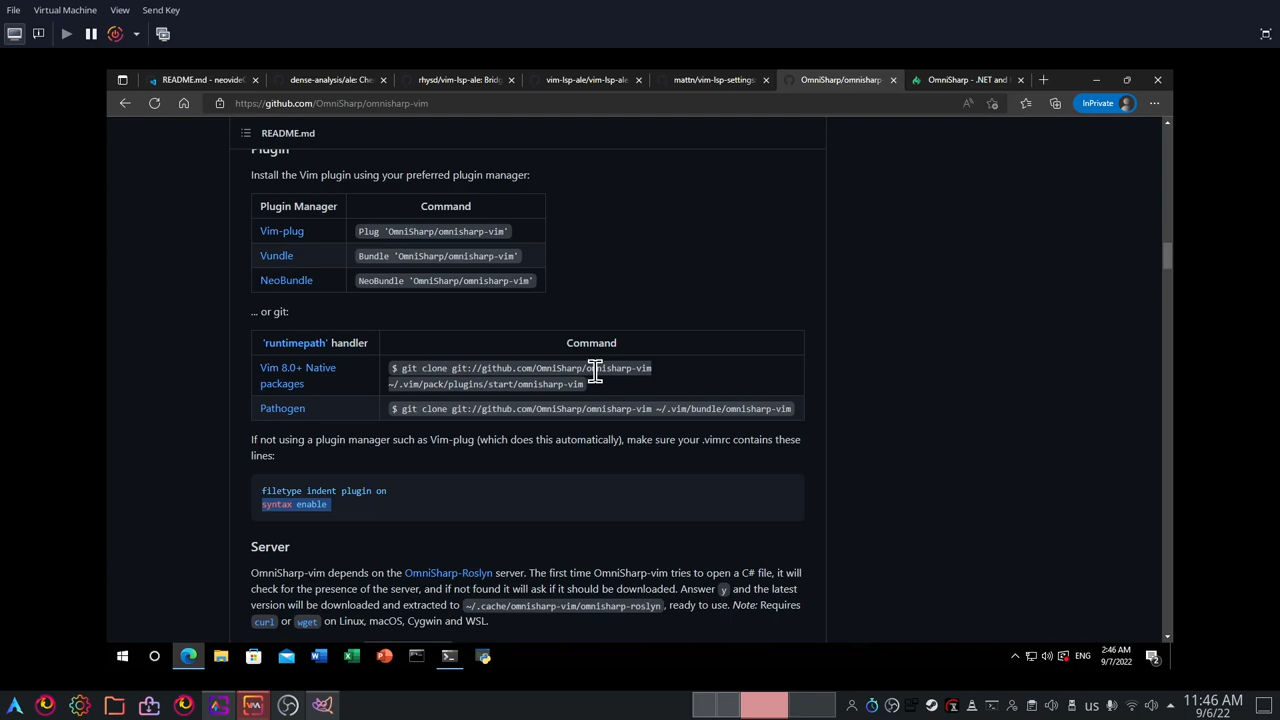 File Virtual Machine View Send Key
README.md - neovide dense-analysis/ale: Che rhysd/vim-lsp-ale: Bridg vim-lsp-ale/vim-lsp-ale. mattn/vim-lsp-settings OmniSharp/omnisharp- OmniSharp - .NET and
https://github.com/OmniSharp/omnisharp-vim
InPrivate
README.md
Plugin
Install the Vim plugin using your preferred plugin manager:
Plugin Manager Command
Vim-plug Plug 'OmniSharp/omnisharp-vim'
Vundle Bundle 'OmniSharp/omnisharp-vim'
NeoBundle NeoBundle 'OmniSharp/omnisharp-vim'
... or git:
'runtimepath' handler Command
Vim 8.0+ Native packages $ git clone git://github.com/OmniSharp/omnisharp-vim
~/.vim/pack/plugins/start/omnisharp-vim
Pathogen $ git clone git://github.com/OmniSharp/omnisharp-vim ~/.vim/bundle/omnisharp-vim
If not using a plugin manager such as Vim-plug (which does this automatically), make sure your .vimrc contains these
lines:
filetype indent plugin on
syntax enable
Server
OmniSharp-vim depends on the OmniSharp-Roslyn server. The first time OmniSharp-vim tries to open a C# file, it will
check for the presence of the server, and if not found it will ask if it should be downloaded. Answer y and the latest
version will be downloaded and extracted to ~/.cache/omnisharp-vim/omnisharp-roslyn, ready to use. Note: Requires
curl or wget on Linux, macOS, Cygwin and WSL.
ENG
2:46 AM
9/7/2022
2
us
11:46 AM
9/6/22